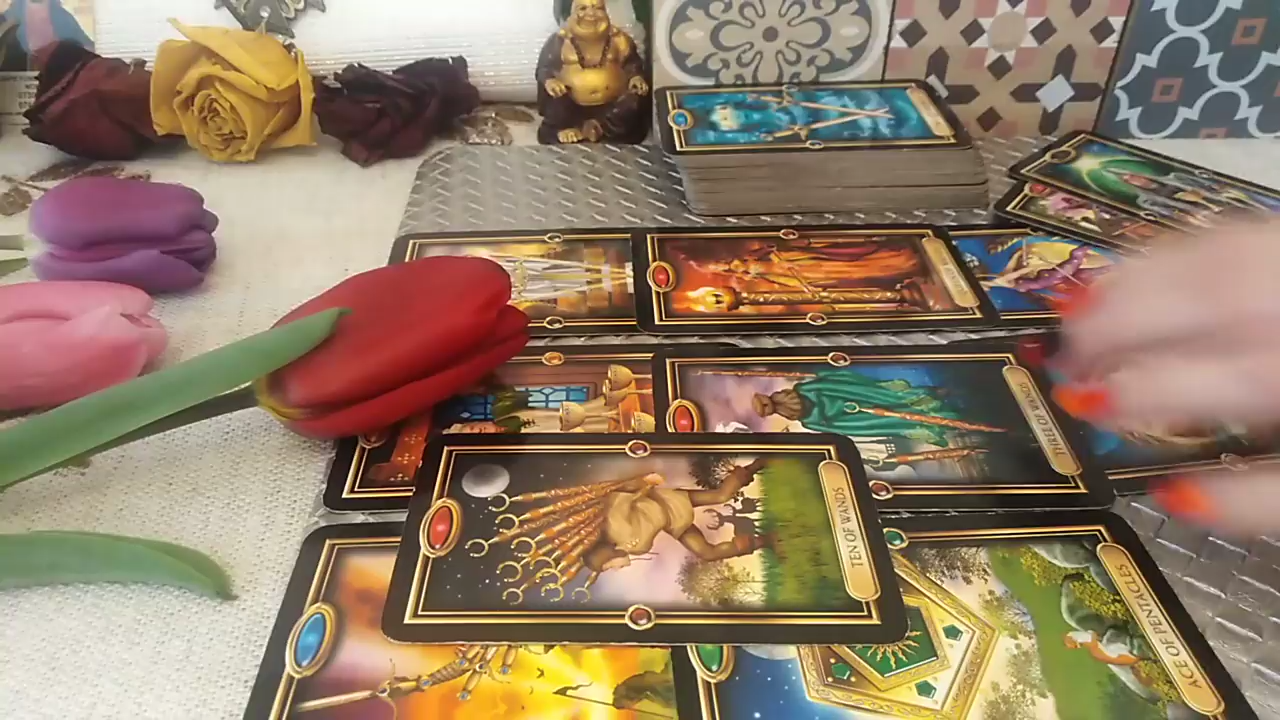 THREE OF WANDS
TEN OF WANDS
ACE OF PENTACLES